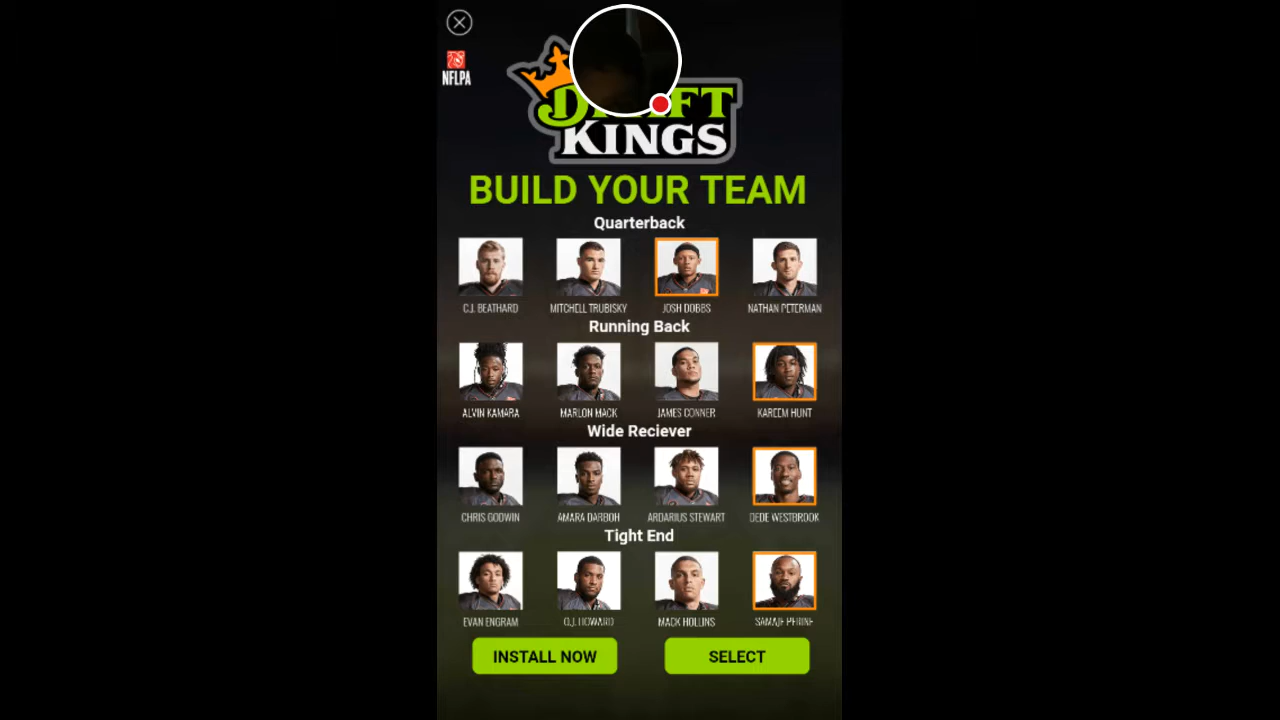 NFLPA
DRAFT
KINGS
BUILD YOUR TEAM
Quarterback
C.J. BEATHARD MITCHELL TRUBISKY JOSH DOBBS NATHAN PETERMAN
Running Back
ALVIN KAMARA MARLON MACK JAMES CONNER KAREEM HUNT
Wide Reciever
CHRIS GODWIN AMARA DARBOH ARDARIUS STEWART DEDE WESTBROOK
Tight End
EVAN ENGRAM O.J. HOWARD MACK HOLLINS SAMAJE PERINE
INSTALL NOW SELECT